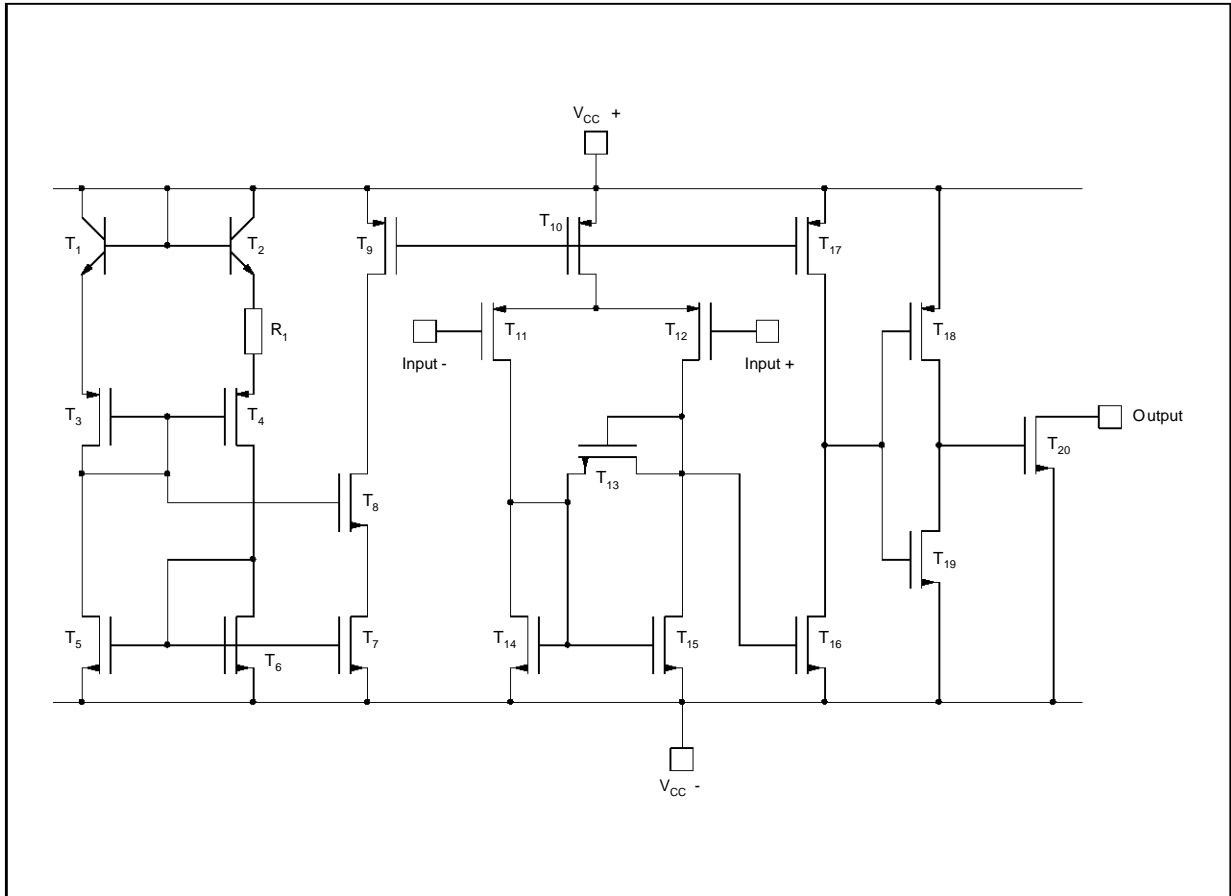 V_CC +
T_1
T_2
T_9
T_10
T_17
R_1
T_11
T_12
T_18
Input -
Input +
T_3
T_4
Output
T_20
T_13
T_8
T_19
T_5
T_6
T_7
T_14
T_15
T_16
V_CC -